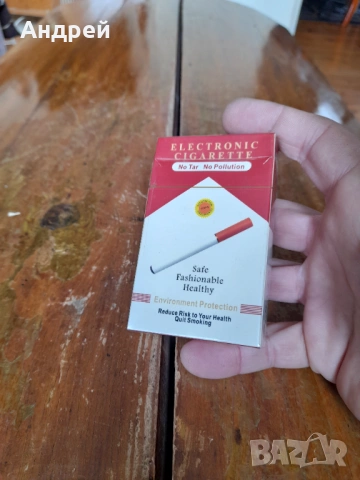 Андрей
ELECTRONIC
CIGARETTE
No Tar No Pollution
Safe
Fashionable
Healthy
Environment Protection
Reduce Risk to Your Health
Quit Smoking
BAZAR